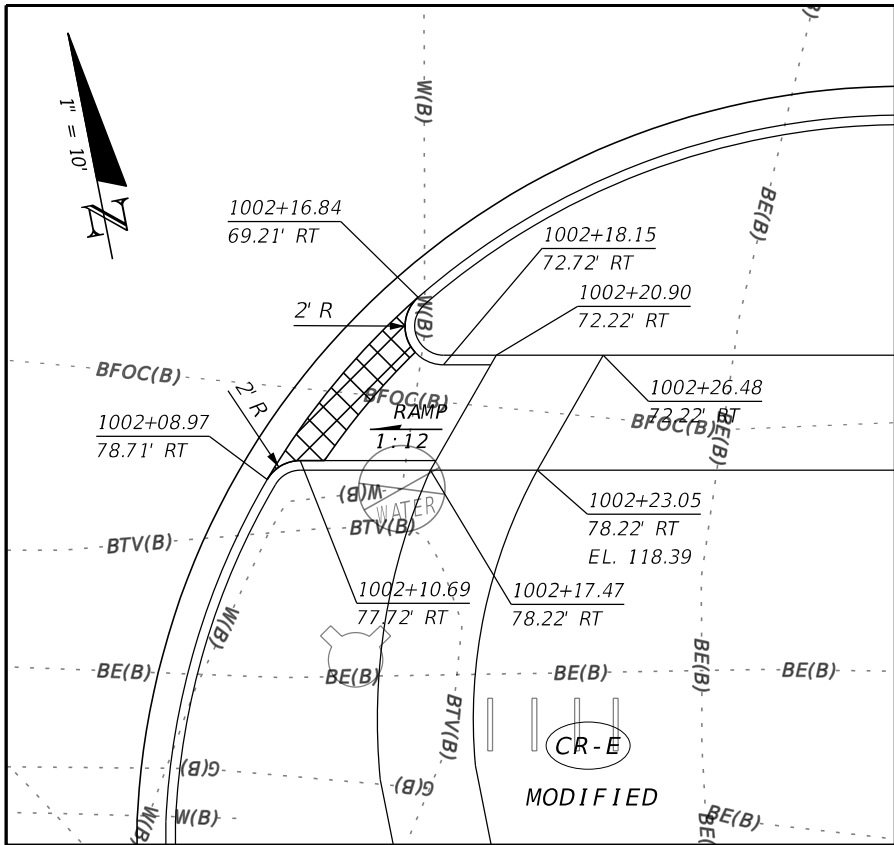 W(B)
1" = 10'
N
BE(B)
1002+16.84
69.21' RT
1002+18.15
72.72' RT
1002+20.90
72.22' RT
2' R
W(B)
BFOC(B)
1002+26.48
72.22' RT
2' R
BFOC(B)
RAMP
1:12
BFOC(B)
BE(B)
1002+08.97
78.71' RT
W(B)
WATER
1002+23.05
78.22' RT
EL. 118.39
BTV(B)
BTV(B)
1002+10.69
77.72' RT
1002+17.47
78.22' RT
W(B)
BE(B)
BE(B)
BE(B)
BE(B)
BE(B)
BTV(B)
CR-E
MODIFIED
G(B)
G(B)
W(B)
W(B)
BE(B)